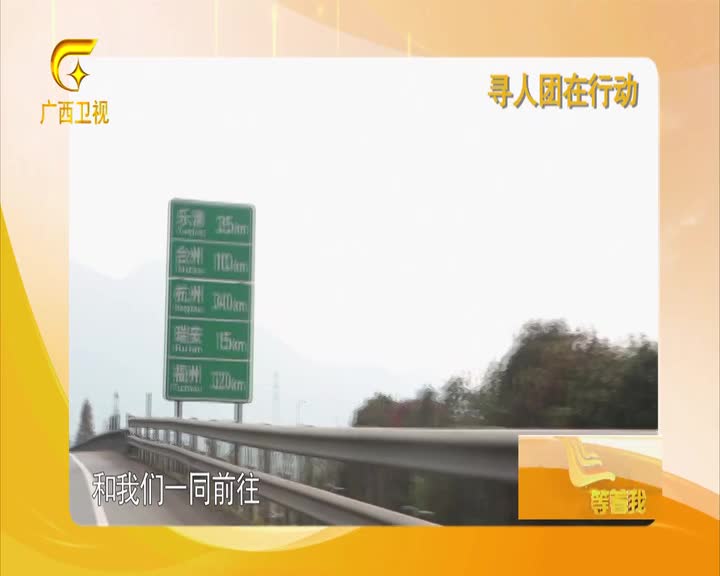 寻人团在行动
广西卫视
乐清 35km
台州 110km
杭州 340km
瑞安 15km
福州
和我们一同前往
等着我